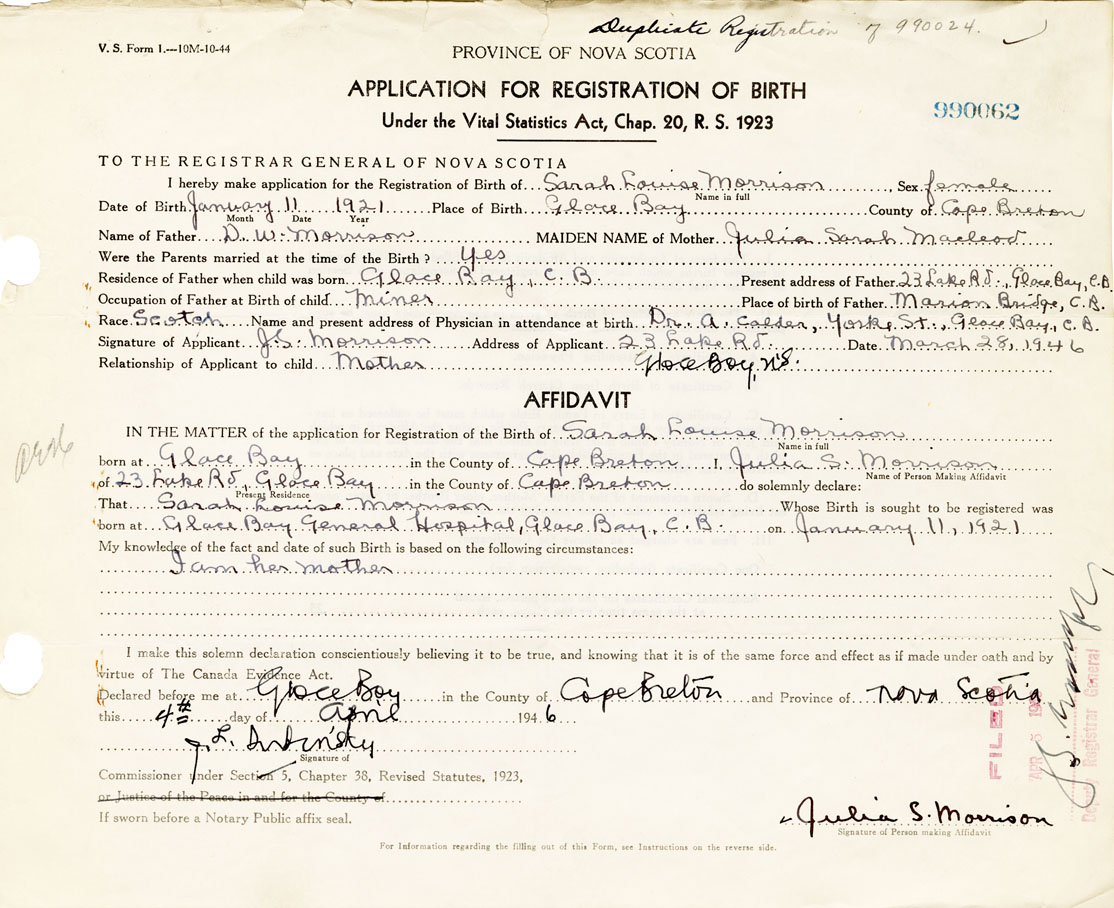 Duplicate Registration of 990024.
V. S. Form 1.---10M-10-44
PROVINCE OF NOVA SCOTIA
APPLICATION FOR REGISTRATION OF BIRTH
990062
Under the Vital Statistics Act, Chap. 20, R. S. 1923
TO THE REGISTRAR GENERAL OF NOVA SCOTIA
I hereby make application for the Registration of Birth of Sarah Louise Morrison, Sex female
Name in full
Date of Birth January 11 1921 Place of Birth Glace Bay County of Cape Breton
Month Date Year
Name of Father D. W. Morrison MAIDEN NAME of Mother Julia Sarah Macleod
Were the Parents married at the time of the Birth? Yes
Residence of Father when child was born Glace Bay, C.B. Present address of Father 23 Lake Rd., Glace Bay, C.B.
Occupation of Father at Birth of child Miner Place of birth of Father Marion Bridge, C.B.
Race Scotch Name and present address of Physician in attendance at birth Dr. A. Calder, Yorke St., Glace Bay, C.B.
Signature of Applicant J.S. Morrison Address of Applicant 23 Lake Rd. Date March 28, 1946
Relationship of Applicant to child Mother Glace Bay, N.S.
AFFIDAVIT
IN THE MATTER of the application for Registration of the Birth of Sarah Louise Morrison
Name in full
born at Glace Bay in the County of Cape Breton I, Julia S. Morrison
Name of Person Making Affidavit
of 23 Lake Rd, Glace Bay in the County of Cape Breton do solemnly declare:
Present Residence
That Sarah Louise Morrison Whose Birth is sought to be registered was
born at Glace Bay General Hospital, Glace Bay, C.B. on January 11, 1921
My knowledge of the fact and date of such Birth is based on the following circumstances:
I am her mother
I make this solemn declaration conscientiously believing it to be true, and knowing that it is of the same force and effect as if made under oath and by
virtue of The Canada Evidence Act.
Declared before me at Glace Bay in the County of Cape Breton and Province of Nova Scotia
this 4th day of April 1946
J. L.
Signature of
Commissioner under Section 5, Chapter 38, Revised Statutes, 1923,
or Justice of the Peace in and for the County of
If sworn before a Notary Public affix seal.
Julia S. Morrison
Signature of Person making Affidavit
For Information regarding the filling out of this Form, see Instructions on the reverse side.
FILED
APR
Deputy Registrar General